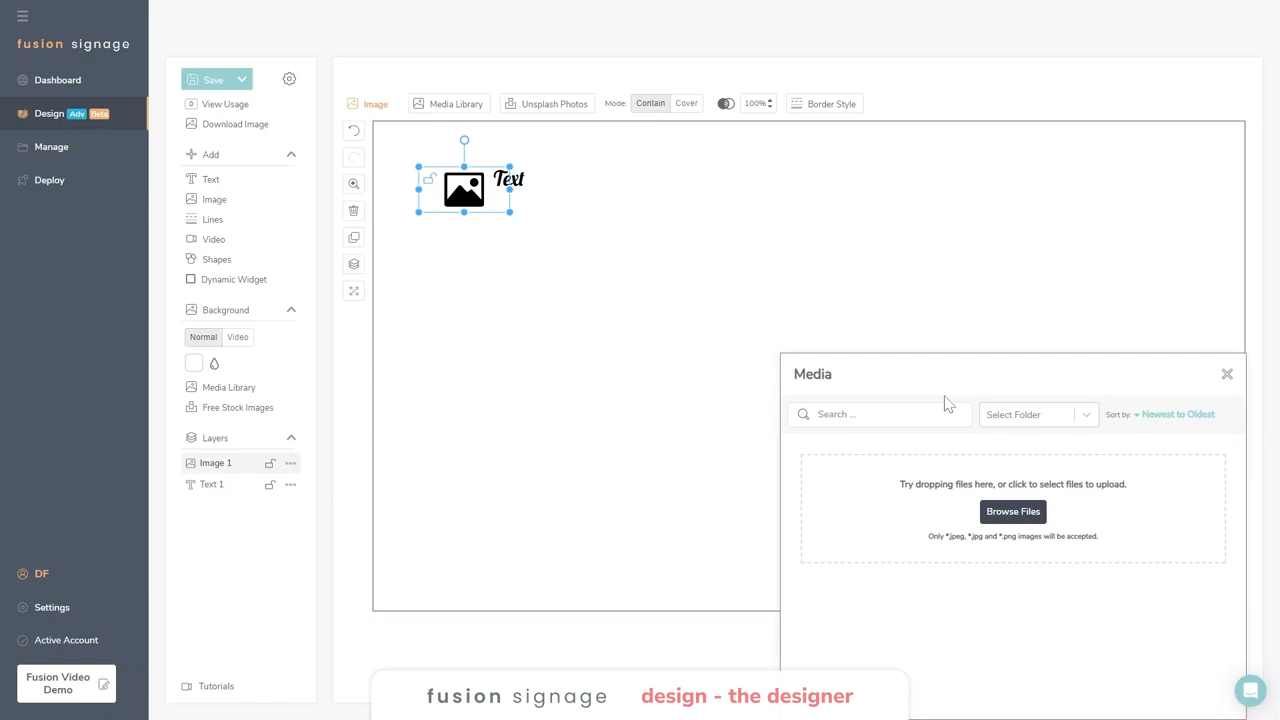 fusion signage
Dashboard
Design Adv Beta
Manage
Deploy
DF
Settings
Active Account
Fusion Video
Demo
Save
0 View Usage
Download Image
Add
Text
Image
Lines
Video
Shapes
Dynamic Widget
Background
Normal Video
Media Library
Free Stock Images
Layers
Image 1
Text 1
Tutorials
Image Media Library Unsplash Photos Mode: Contain Cover 100% Border Style
Text
Media
Search ... Select Folder Sort by: Newest to Oldest
Try dropping files here, or click to select files to upload.
Browse Files
Only *.jpeg, *.jpg and *.png images will be accepted.
fusion signage design - the designer